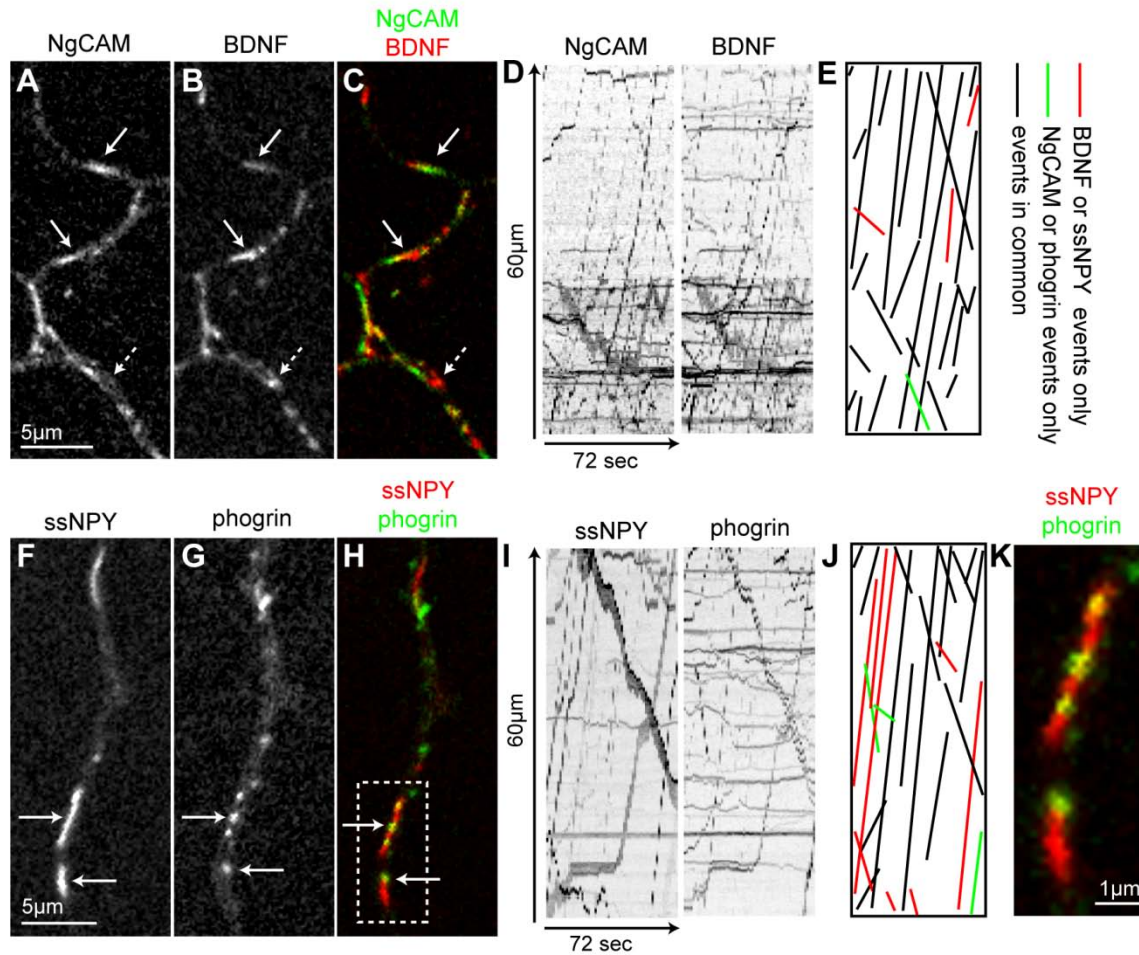 NgCAM
BDNF
NgCAM
BDNF
NgCAM
BDNF
A
B
C
D
E
5µm
60µm
72 sec
BDNF or ssNPY events only
NgCAM or phogrin events only
events in common
ssNPY
phogrin
ssNPY
phogrin
ssNPY
phogrin
ssNPY
phogrin
F
G
H
I
J
K
5µm
60µm
72 sec
1µm